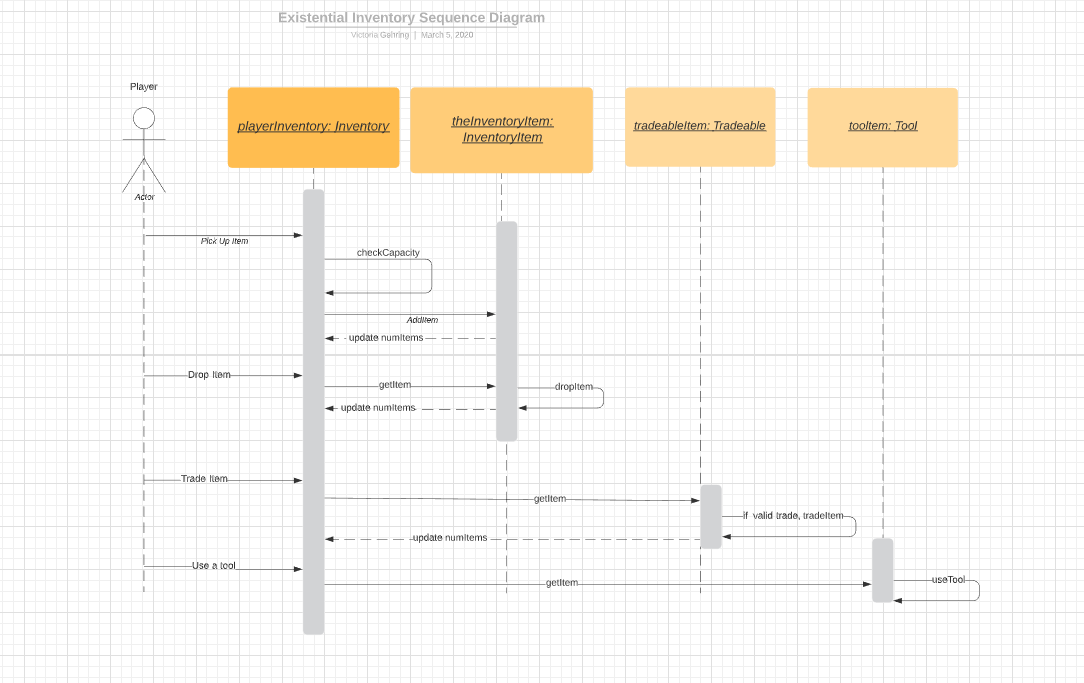 Existential Inventory Sequence Diagram
Victoria Gehring | March 5, 2020
Player
playerInventory: Inventory
theInventoryItem:
InventoryItem
tradeableItem: Tradeable
toolItem: Tool
Actor
Pick Up Item
checkCapacity
AddItem
update numItems
Drop Item
getItem
dropItem
update numItems
Trade Item
getItem
if valid trade, tradeItem
update numItems
Use a tool
getItem
useTool